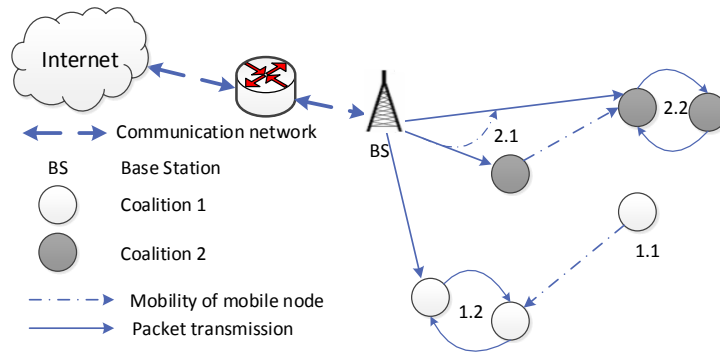 Internet
Communication network
BS
2.1
2.2
BS Base Station
Coalition 1
1.1
Coalition 2
1.2
Mobility of mobile node
Packet transmission